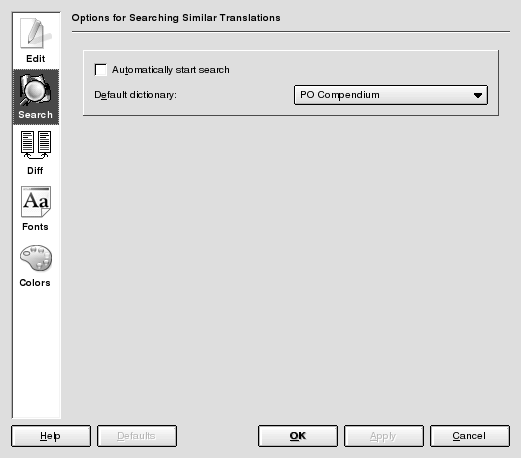 Options for Searching Similar Translations
Edit
Search
Diff
Aa
Fonts
Colors
Automatically start search
Default dictionary:
PO Compendium
Help
Defaults
OK
Apply
Cancel